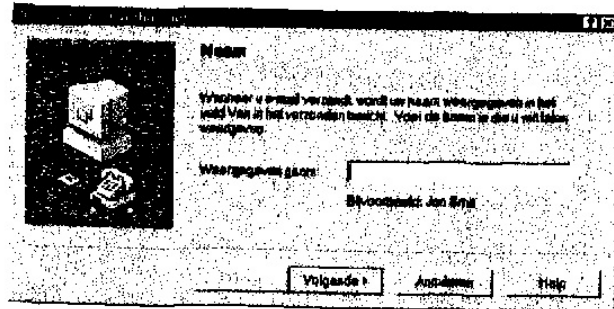 Naam
Wanneer u e-mail verzendt, wordt uw naam weergegeven in het
veld Van in het verzonden bericht. Voer de naam in die u wilt laten
weergeven.
Weergegeven naam:
Bijvoorbeeld: Jan Smit
Volgende >
Annuleren
Help